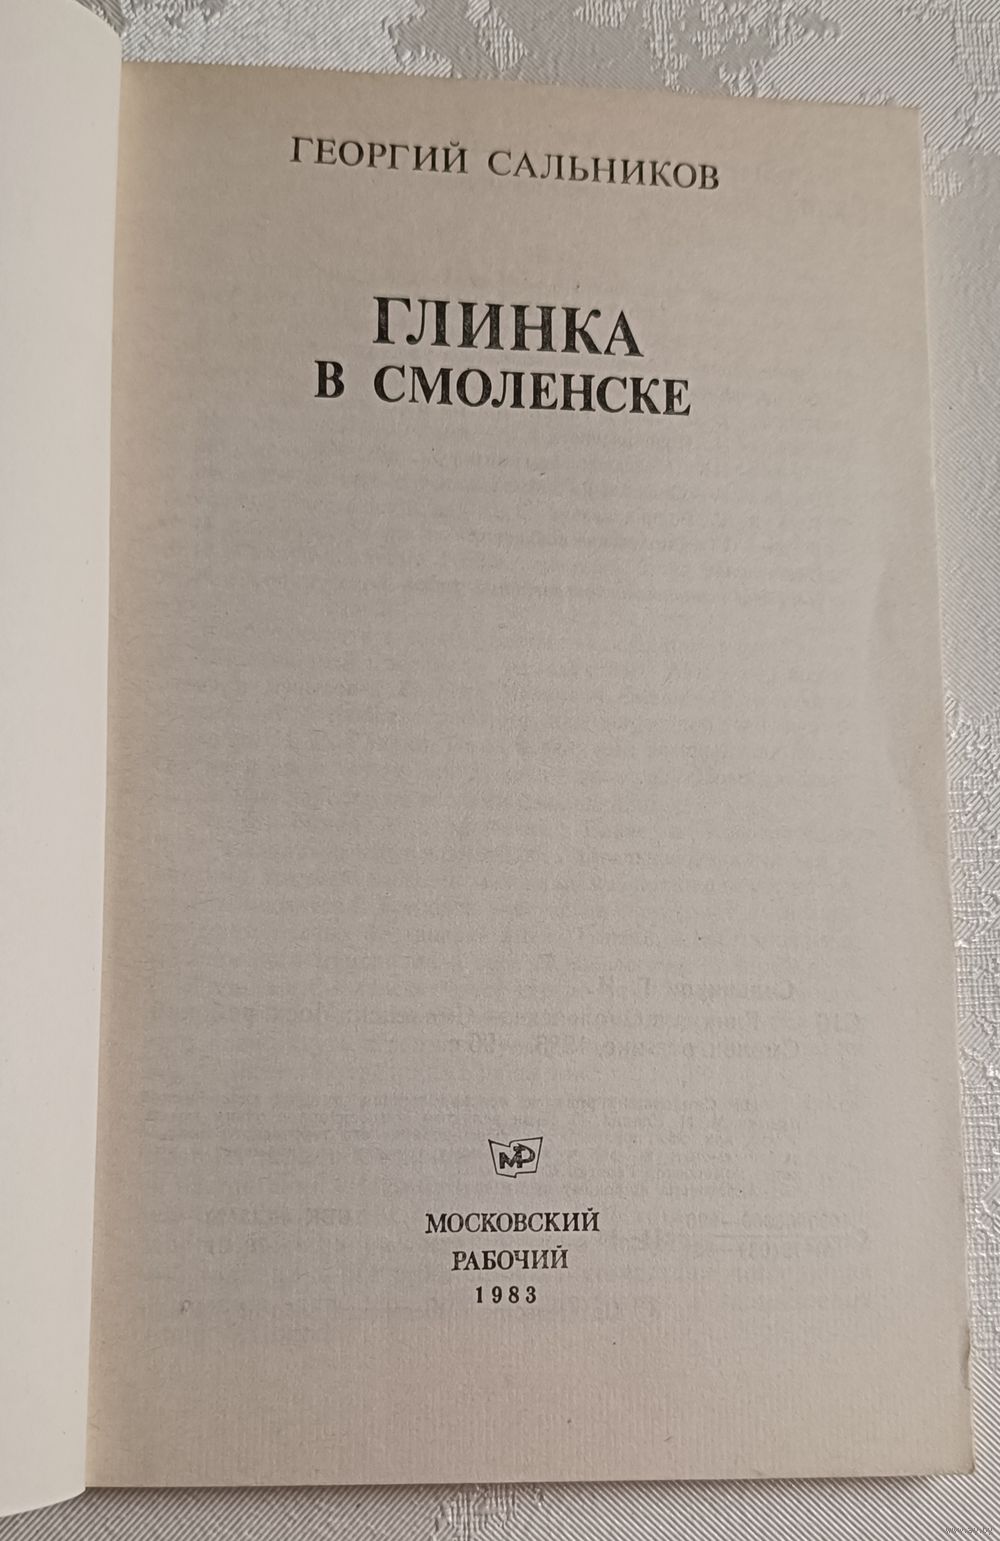 ГЕОРГИЙ САЛЬНИКОВ
ГЛИНКА
В СМОЛЕНСКЕ
МР
МОСКОВСКИЙ
РАБОЧИЙ
1983